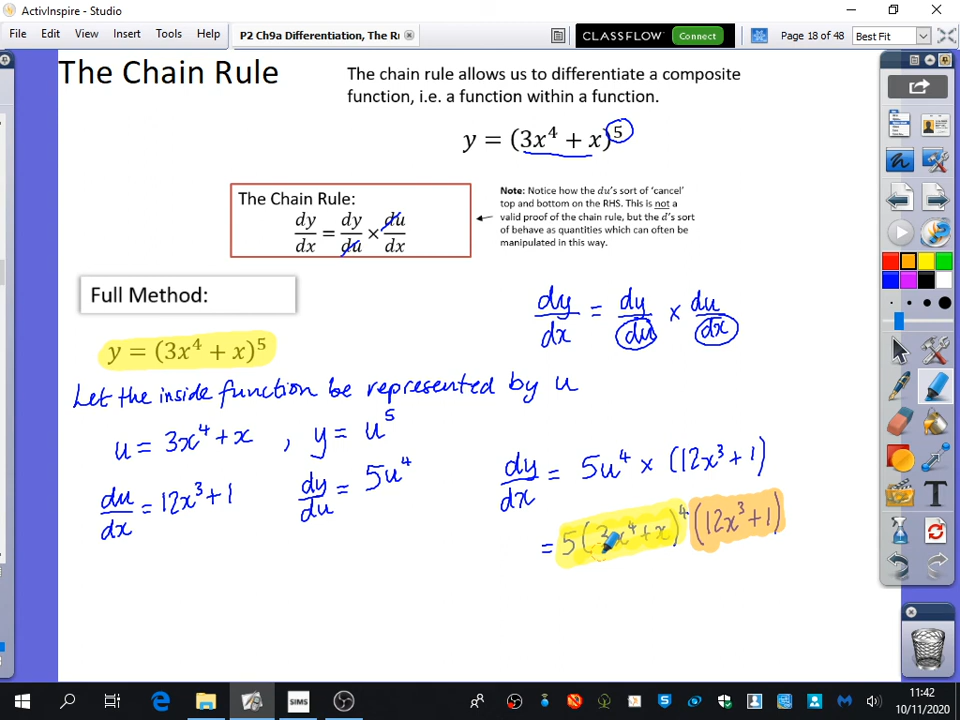 ActivInspire - Studio
File Edit View Insert Tools Help P2 Ch9a Differentiation, The Ru CLASSFLOW Connect Page 18 of 48 Best Fit
The Chain Rule
The chain rule allows us to differentiate a composite
function, i.e. a function within a function.
y = (3x⁴ + x)⁵
The Chain Rule:
dy/dx = dy/du × du/dx
Note: Notice how the du's sort of 'cancel'
top and bottom on the RHS. This is not a
valid proof of the chain rule, but the d's sort
of behave as quantities which can often be
manipulated in this way.
Full Method:
dy/dx = dy/du × du/dx
y = (3x⁴ + x)⁵
Let the inside function be represented by u
u = 3x⁴ + x , y = u⁵
du/dx = 12x³ + 1 dy/du = 5u⁴
dy/dx = 5u⁴ × (12x³ + 1)
= 5(3x⁴ + x)⁴ (12x³ + 1)
SIMS
11:42
10/11/2020